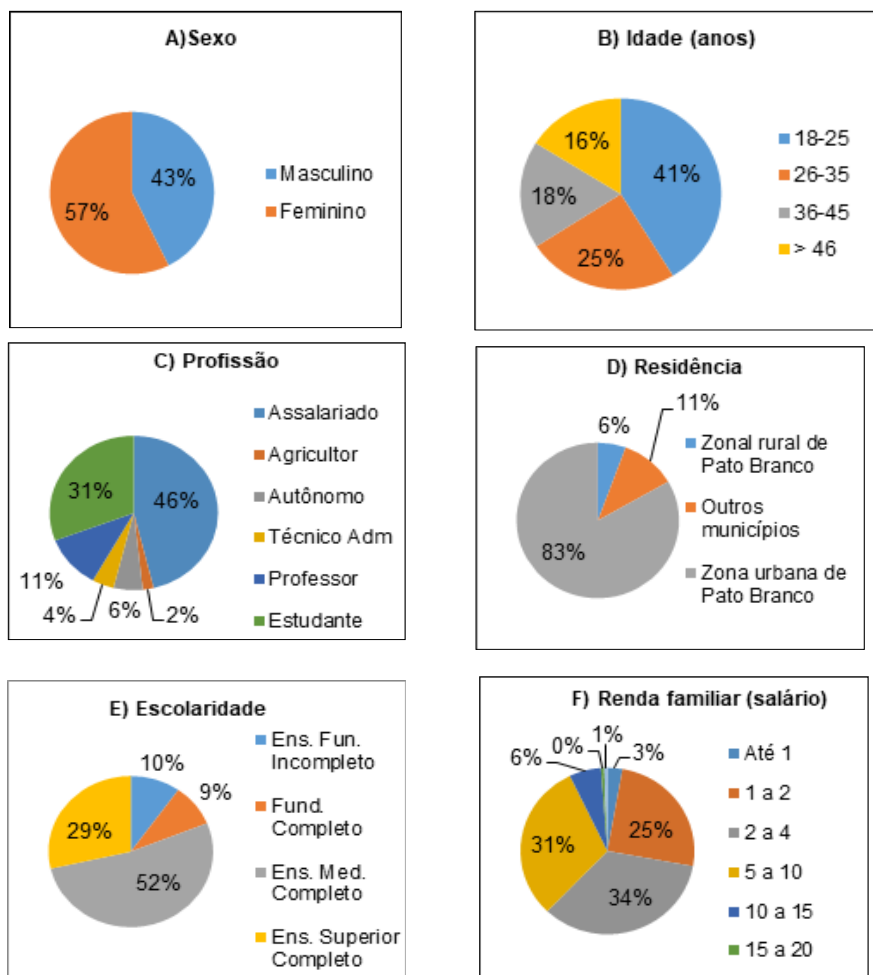 A)Sexo
43%
57%
Masculino
Feminino
B) Idade (anos)
16%
41%
18%
25%
18-25
26-35
36-45
> 46
C) Profissão
31%
46%
11%
4%
6%
2%
Assalariado
Agricultor
Autônomo
Técnico Adm
Professor
Estudante
D) Residência
6%
11%
83%
Zonal rural de
Pato Branco
Outros
municípios
Zona urbana de
Pato Branco
E) Escolaridade
10%
9%
29%
52%
Ens. Fun.
Incompleto
Fund.
Completo
Ens. Med.
Completo
Ens. Superior
Completo
F) Renda familiar (salário)
1%
0%
3%
6%
25%
31%
34%
Até 1
1 a 2
2 a 4
5 a 10
10 a 15
15 a 20